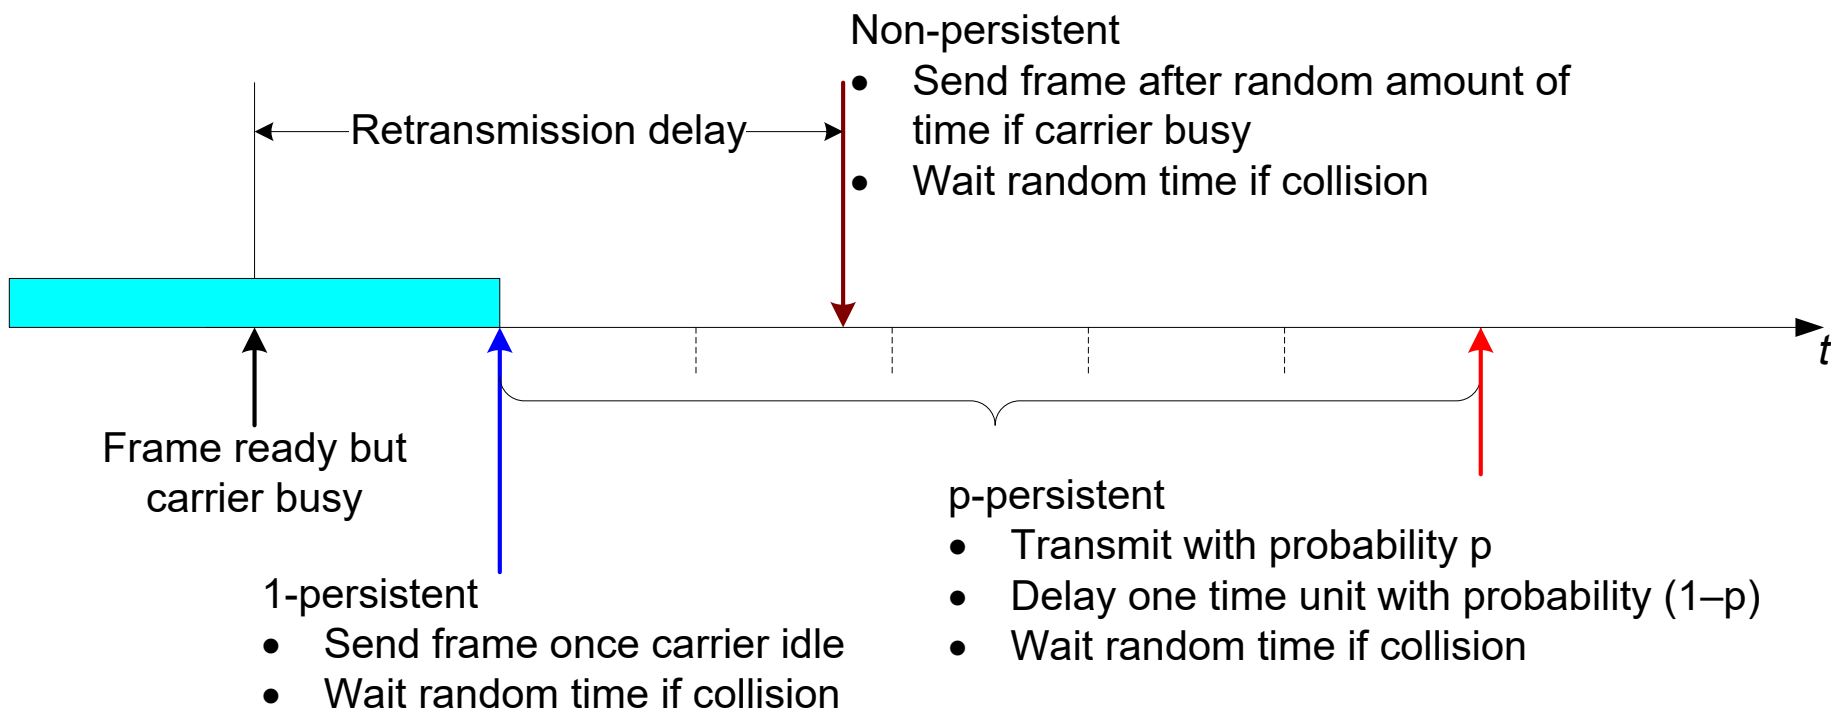 Non-persistent
• Send frame after random amount of
time if carrier busy
• Wait random time if collision
Retransmission delay
t
Frame ready but
carrier busy
1-persistent
• Send frame once carrier idle
• Wait random time if collision
p-persistent
• Transmit with probability p
• Delay one time unit with probability (1–p)
• Wait random time if collision